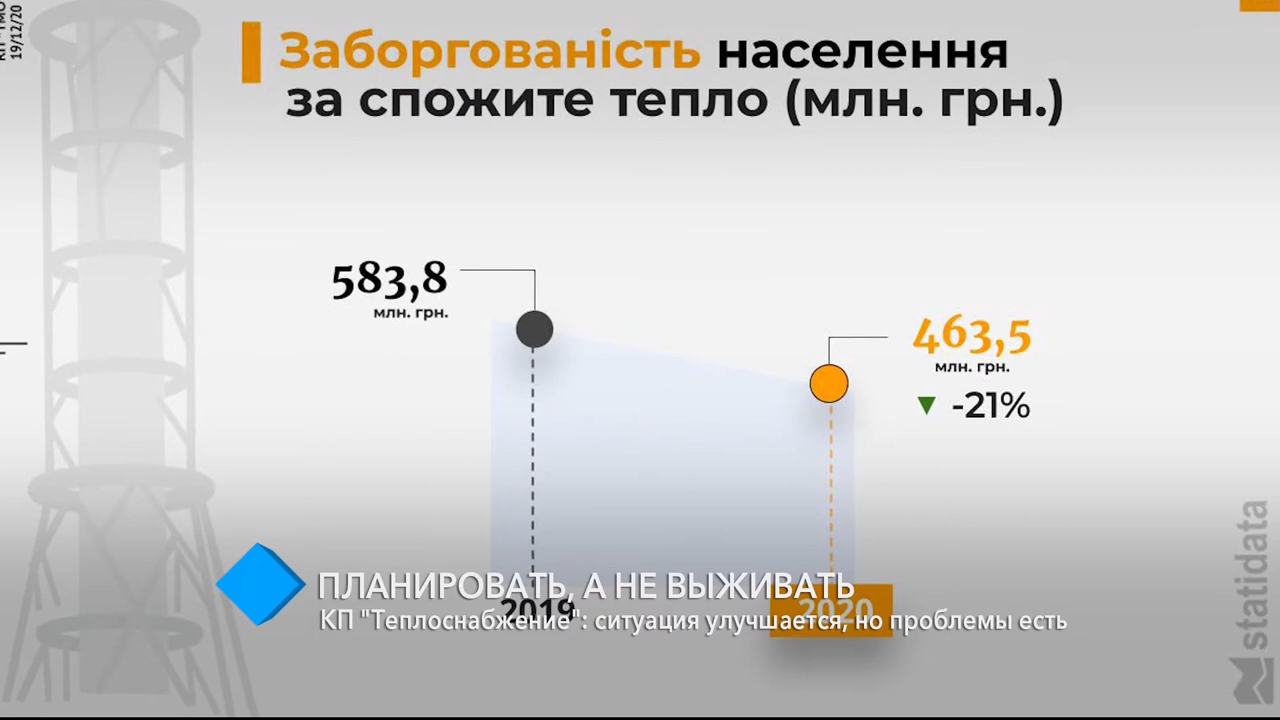 19/12/20
Заборгованість населення
за спожите тепло (млн. грн.)
583,8
млн. грн.
463,5
млн. грн.
-21%
2019
2020
ПЛАНИРОВАТЬ, А НЕ ВЫЖИВАТЬ
КП "Теплоснабжение": ситуация улучшается, но проблемы есть
statidata